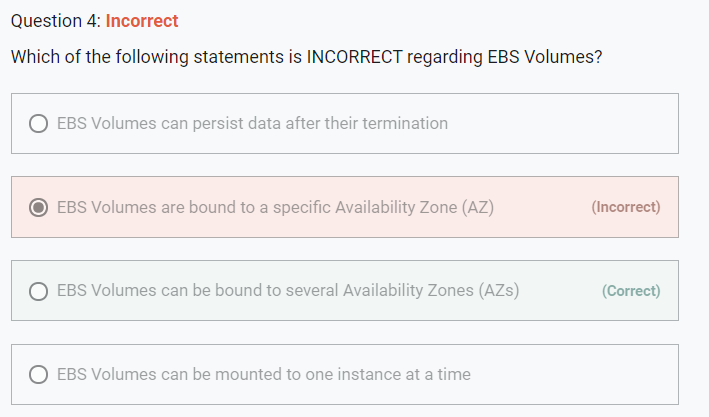 Question 4: Incorrect
Which of the following statements is INCORRECT regarding EBS Volumes?
EBS Volumes can persist data after their termination
EBS Volumes are bound to a specific Availability Zone (AZ) (Incorrect)
EBS Volumes can be bound to several Availability Zones (AZs) (Correct)
EBS Volumes can be mounted to one instance at a time